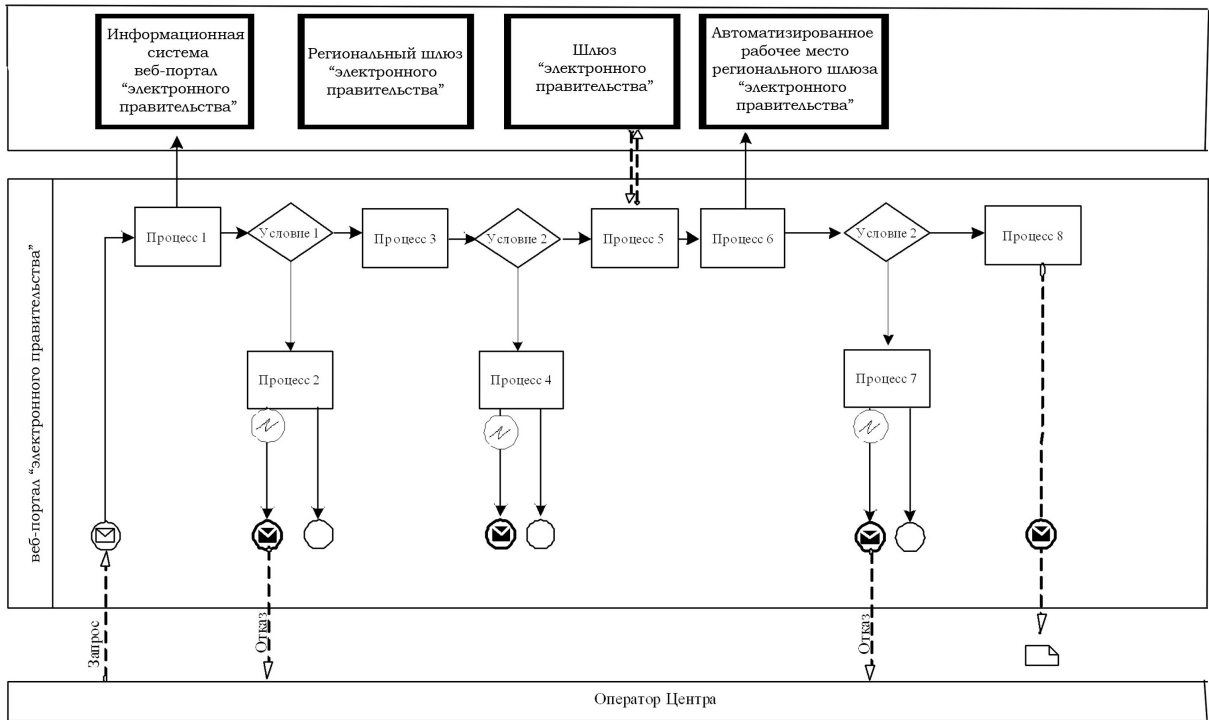 Информационная
система
веб-портал
“электронного
правительства”
Региональный шлюз
“электронного
правительства”
Шлюз
“электронного
правительства”
Автоматизированное
рабочее место
регионального шлюза
“электронного
правительства”
веб-портал “электронного правительства”
Процесс 1
Условие 1
Процесс 3
Условие 2
Процесс 5
Процесс 6
Условие 2
Процесс 8
Процесс 2
Процесс 4
Процесс 7
Запрос
Отказ
Отказ
Оператор Центра